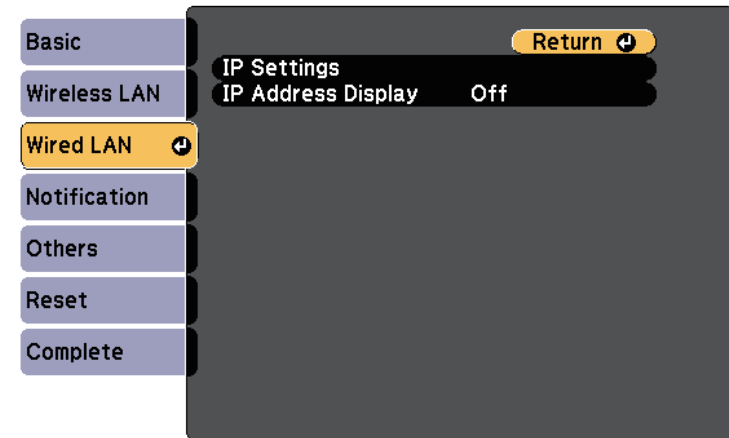 Basic
Wireless LAN
Wired LAN
Notification
Others
Reset
Complete
Return
IP Settings
IP Address Display Off